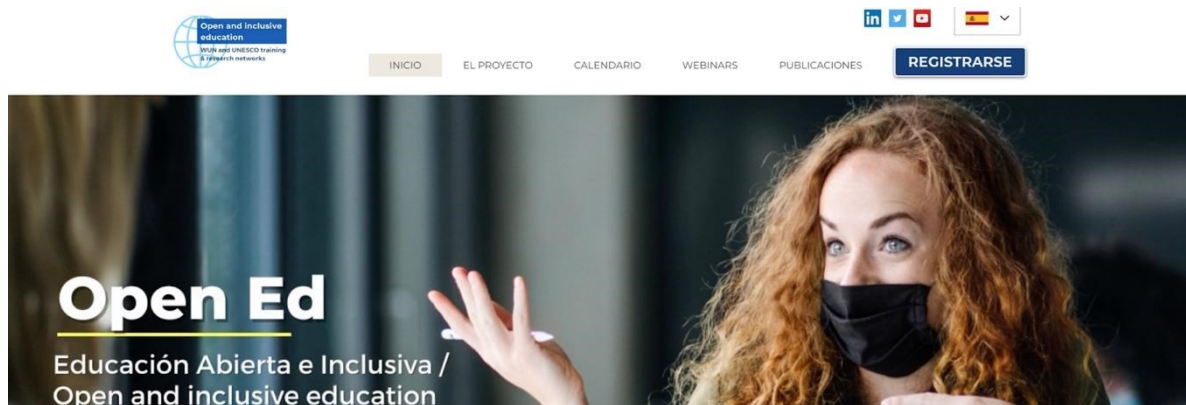 Open and inclusive
education
WUN and UNESCO training
& research networks
in
INICIO
EL PROYECTO
CALENDARIO
WEBINARS
PUBLICACIONES
REGISTRARSE
Open Ed
Educación Abierta e Inclusiva /
Open and inclusive education